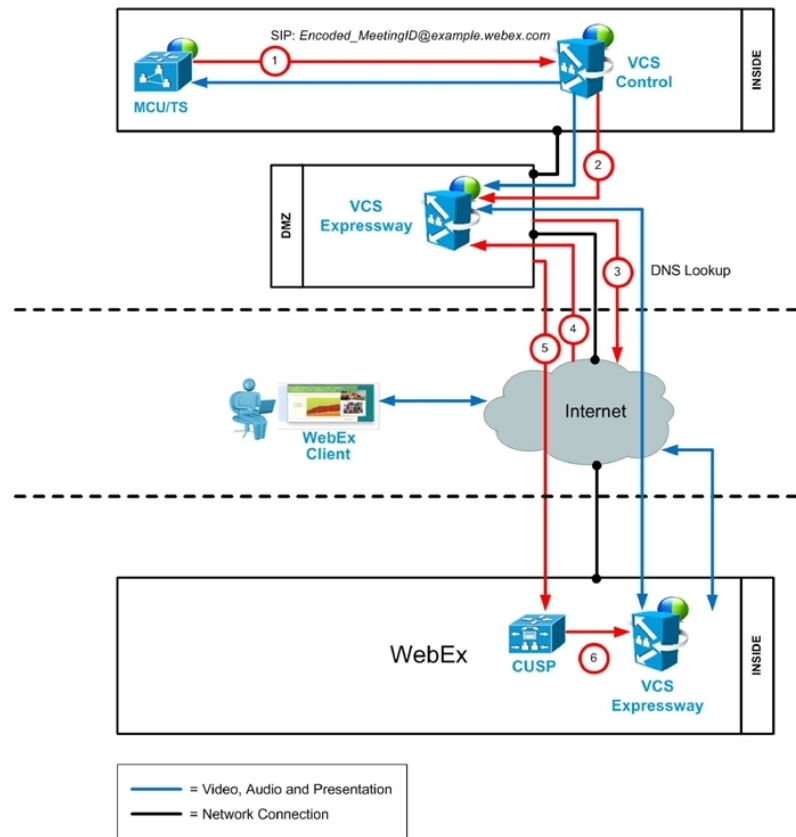 SIP: Encoded_MeetingID@example.webex.com
1
MCU/TS
VCS
Control
INSIDE
2
DMZ
VCS
Expressway
3
DNS Lookup
4
5
WebEx
Client
Internet
WebEx
CUSP
6
VCS
Expressway
INSIDE
= Video, Audio and Presentation
= Network Connection